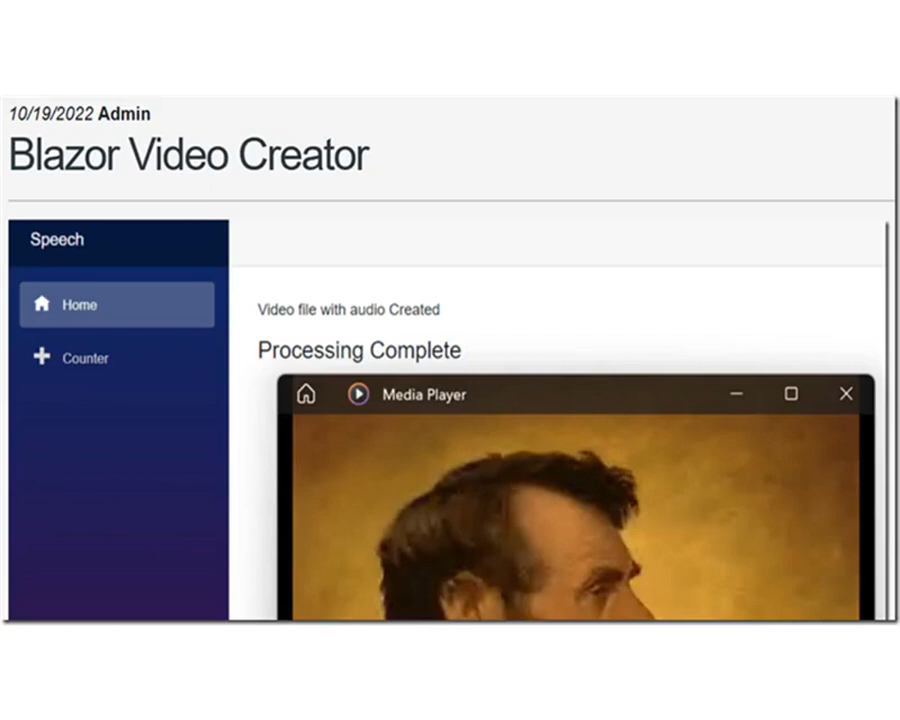 10/19/2022 Admin
Blazor Video Creator
Speech
Home
Counter
Video file with audio Created
Processing Complete
Media Player